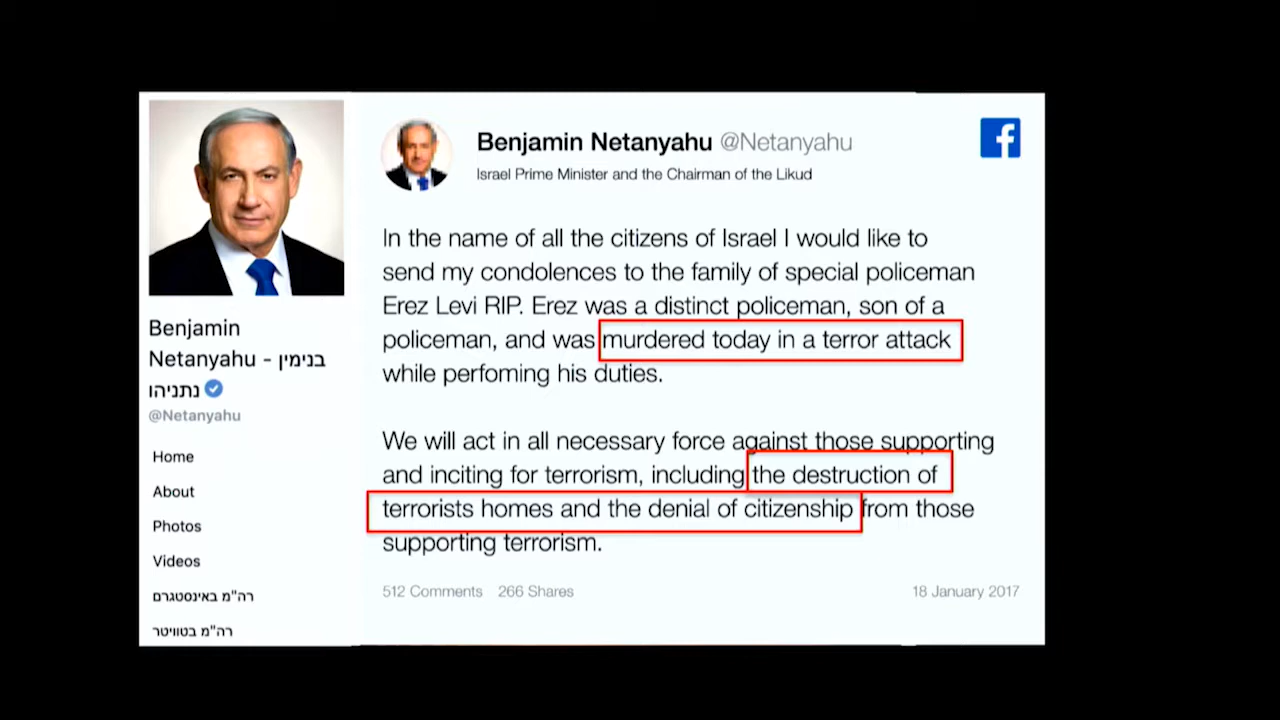 Benjamin
Netanyahu - בנימין
נתניהו
@Netanyahu
Home
About
Photos
Videos
רה"מ באינסטגרם
רה"מ בטוויטר
Benjamin Netanyahu @Netanyahu
Israel Prime Minister and the Chairman of the Likud
In the name of all the citizens of Israel I would like to
send my condolences to the family of special policeman
Erez Levi RIP. Erez was a distinct policeman, son of a
policeman, and was murdered today in a terror attack
while perfoming his duties.
We will act in all necessary force against those supporting
and inciting for terrorism, including the destruction of
terrorists homes and the denial of citizenship from those
supporting terrorism.
512 Comments 266 Shares
18 January 2017